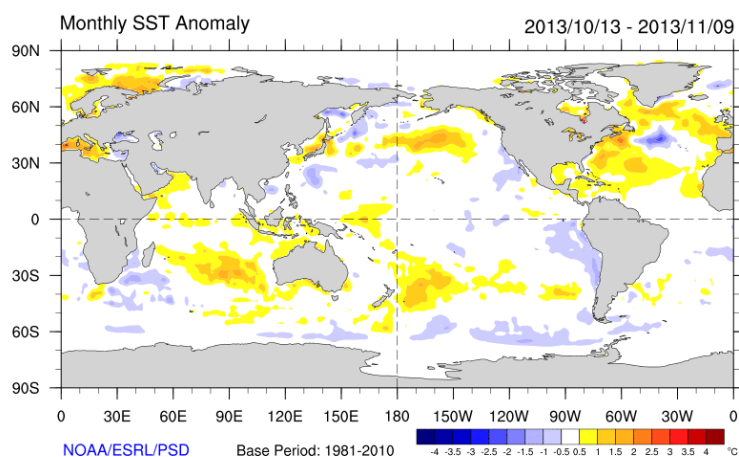 Monthly SST Anomaly 2013/10/13 - 2013/11/09
90N
60N
30N
0
30S
60S
90S
0 30E 60E 90E 120E 150E 180 150W 120W 90W 60W 30W 0
NOAA/ESRL/PSD Base Period: 1981-2010
-4 -3.5 -3 -2.5 -2 -1.5 -1 -0.5 0.5 1 1.5 2 2.5 3 3.5 4 °C